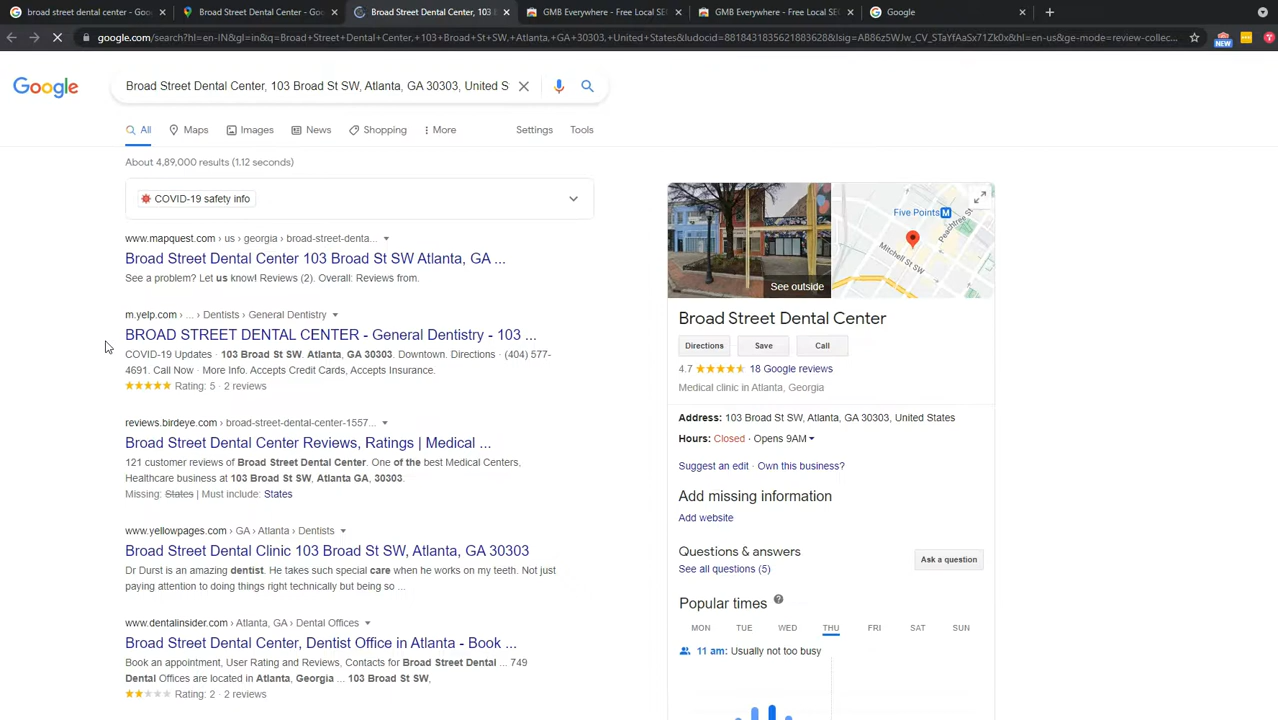 broad street dental center - Goo
Broad Street Dental Center - Goo
Broad Street Dental Center, 103 B
GMB Everywhere - Free Local SE
GMB Everywhere - Free Local SE
Google
google.com/search?hl=en-IN&gl=in&q=Broad+Street+Dental+Center,+103+Broad+St+SW,+Atlanta,+GA+30303,+United+States&ludocid=8818431835621883628&lsig=AB86z5WJw_CV_STaYfAaSx71Zk0x&hl=en-us&ge-mode=review-collec...
NEW
Google
Broad Street Dental Center, 103 Broad St SW, Atlanta, GA 30303, United S
All
Maps
Images
News
Shopping
More
Settings
Tools
About 4,89,000 results (1.12 seconds)
COVID-19 safety info
www.mapquest.com › us › georgia › broad-street-denta...
Broad Street Dental Center 103 Broad St SW Atlanta, GA ...
See a problem? Let us know! Reviews (2). Overall: Reviews from.
m.yelp.com › ... › Dentists › General Dentistry
BROAD STREET DENTAL CENTER - General Dentistry - 103 ...
COVID-19 Updates · 103 Broad St SW. Atlanta, GA 30303. Downtown. Directions · (404) 577-
4691. Call Now · More Info. Accepts Credit Cards, Accepts Insurance.
Rating: 5 · 2 reviews
reviews.birdeye.com › broad-street-dental-center-1557...
Broad Street Dental Center Reviews, Ratings | Medical ...
121 customer reviews of Broad Street Dental Center. One of the best Medical Centers,
Healthcare business at 103 Broad St SW, Atlanta GA, 30303.
Missing: States | Must include: States
www.yellowpages.com › GA › Atlanta › Dentists
Broad Street Dental Clinic 103 Broad St SW, Atlanta, GA 30303
Dr Durst is an amazing dentist. He takes such special care when he works on my teeth. Not just
paying attention to doing things right technically but being so ...
www.dentalinsider.com › Atlanta, GA › Dental Offices
Broad Street Dental Center, Dentist Office in Atlanta - Book ...
Book an appointment, User Rating and Reviews, Contacts for Broad Street Dental ... 749
Dental Offices are located in Atlanta, Georgia ... 103 Broad St SW,
Rating: 2 · 2 reviews
See outside
Five Points M
Peachtree St
Mitchell St SW
Broad Street Dental Center
Directions
Save
Call
4.7
18 Google reviews
Medical clinic in Atlanta, Georgia
Address: 103 Broad St SW, Atlanta, GA 30303, United States
Hours: Closed · Opens 9AM
Suggest an edit · Own this business?
Add missing information
Add website
Questions & answers
See all questions (5)
Ask a question
Popular times ?
MON
TUE
WED
THU
FRI
SAT
SUN
11 am: Usually not too busy